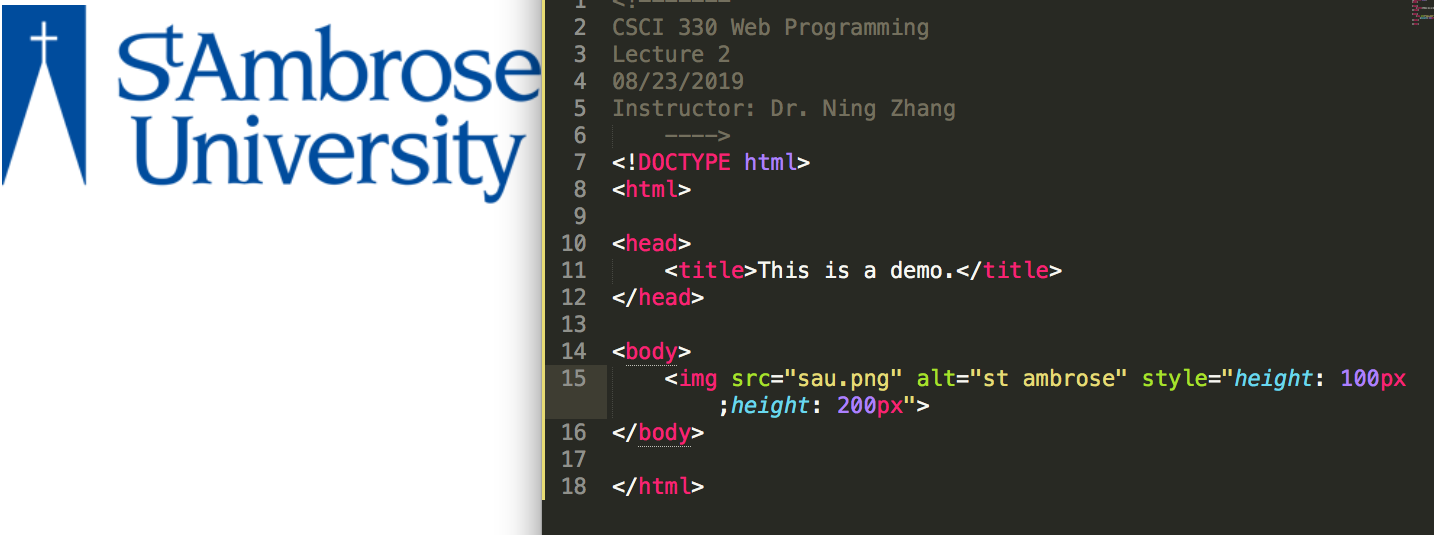 St Ambrose
University
1 <!-------
2 CSCI 330 Web Programming
3 Lecture 2
4 08/23/2019
5 Instructor: Dr. Ning Zhang
6 ---->
7 <!DOCTYPE html>
8 <html>
9
10 <head>
11 <title>This is a demo.</title>
12 </head>
13
14 <body>
15 <img src="sau.png" alt="st ambrose" style="height: 100px
;height: 200px">
16 </body>
17
18 </html>